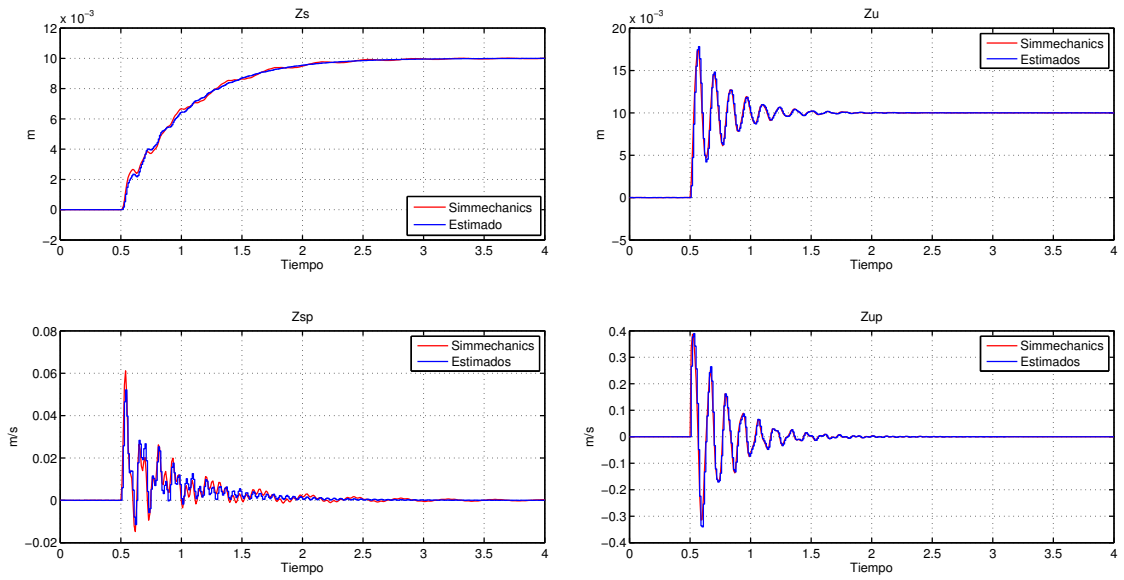 Zs
x 10⁻³
12
10
8
6
4
2
0
−2
m
0 0.5 1 1.5 2 2.5 3 3.5 4
Tiempo
Simmechanics
Estimado
Zu
x 10⁻³
20
15
10
5
0
−5
m
0 0.5 1 1.5 2 2.5 3 3.5 4
Tiempo
Simmechanics
Estimados
Zsp
0.08
0.06
0.04
0.02
0
−0.02
m/s
0 0.5 1 1.5 2 2.5 3 3.5 4
Tiempo
Simmechanics
Estimados
Zup
0.4
0.3
0.2
0.1
0
−0.1
−0.2
−0.3
−0.4
m/s
0 0.5 1 1.5 2 2.5 3 3.5 4
Tiempo
Simmechanics
Estimados